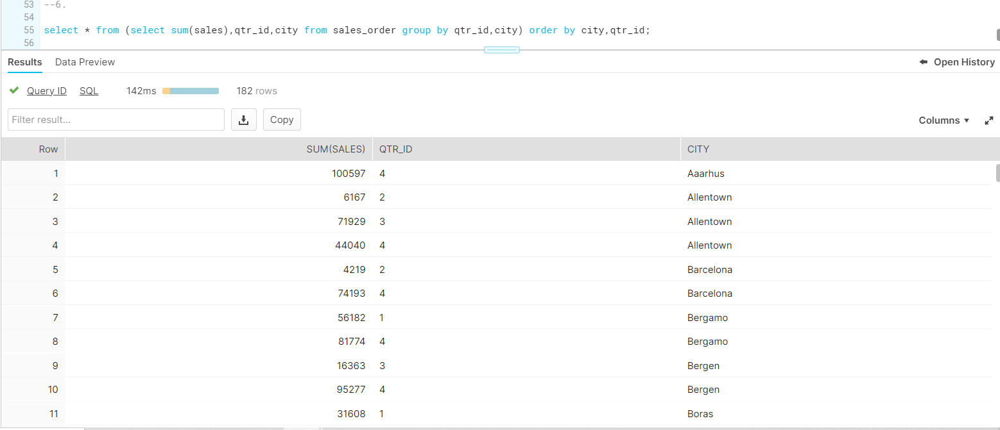 53 --6.
54
55 select * from (select sum(sales),qtr_id,city from sales_order group by qtr_id,city) order by city,qtr_id;
56
Results Data Preview Open History
Query ID SQL 142ms 182 rows
Filter result... Copy Columns
Row SUM(SALES) QTR_ID CITY
1 100597 4 Aaarhus
2 6167 2 Allentown
3 71929 3 Allentown
4 44040 4 Allentown
5 4219 2 Barcelona
6 74193 4 Barcelona
7 56182 1 Bergamo
8 81774 4 Bergamo
9 16363 3 Bergen
10 95277 4 Bergen
11 31608 1 Boras